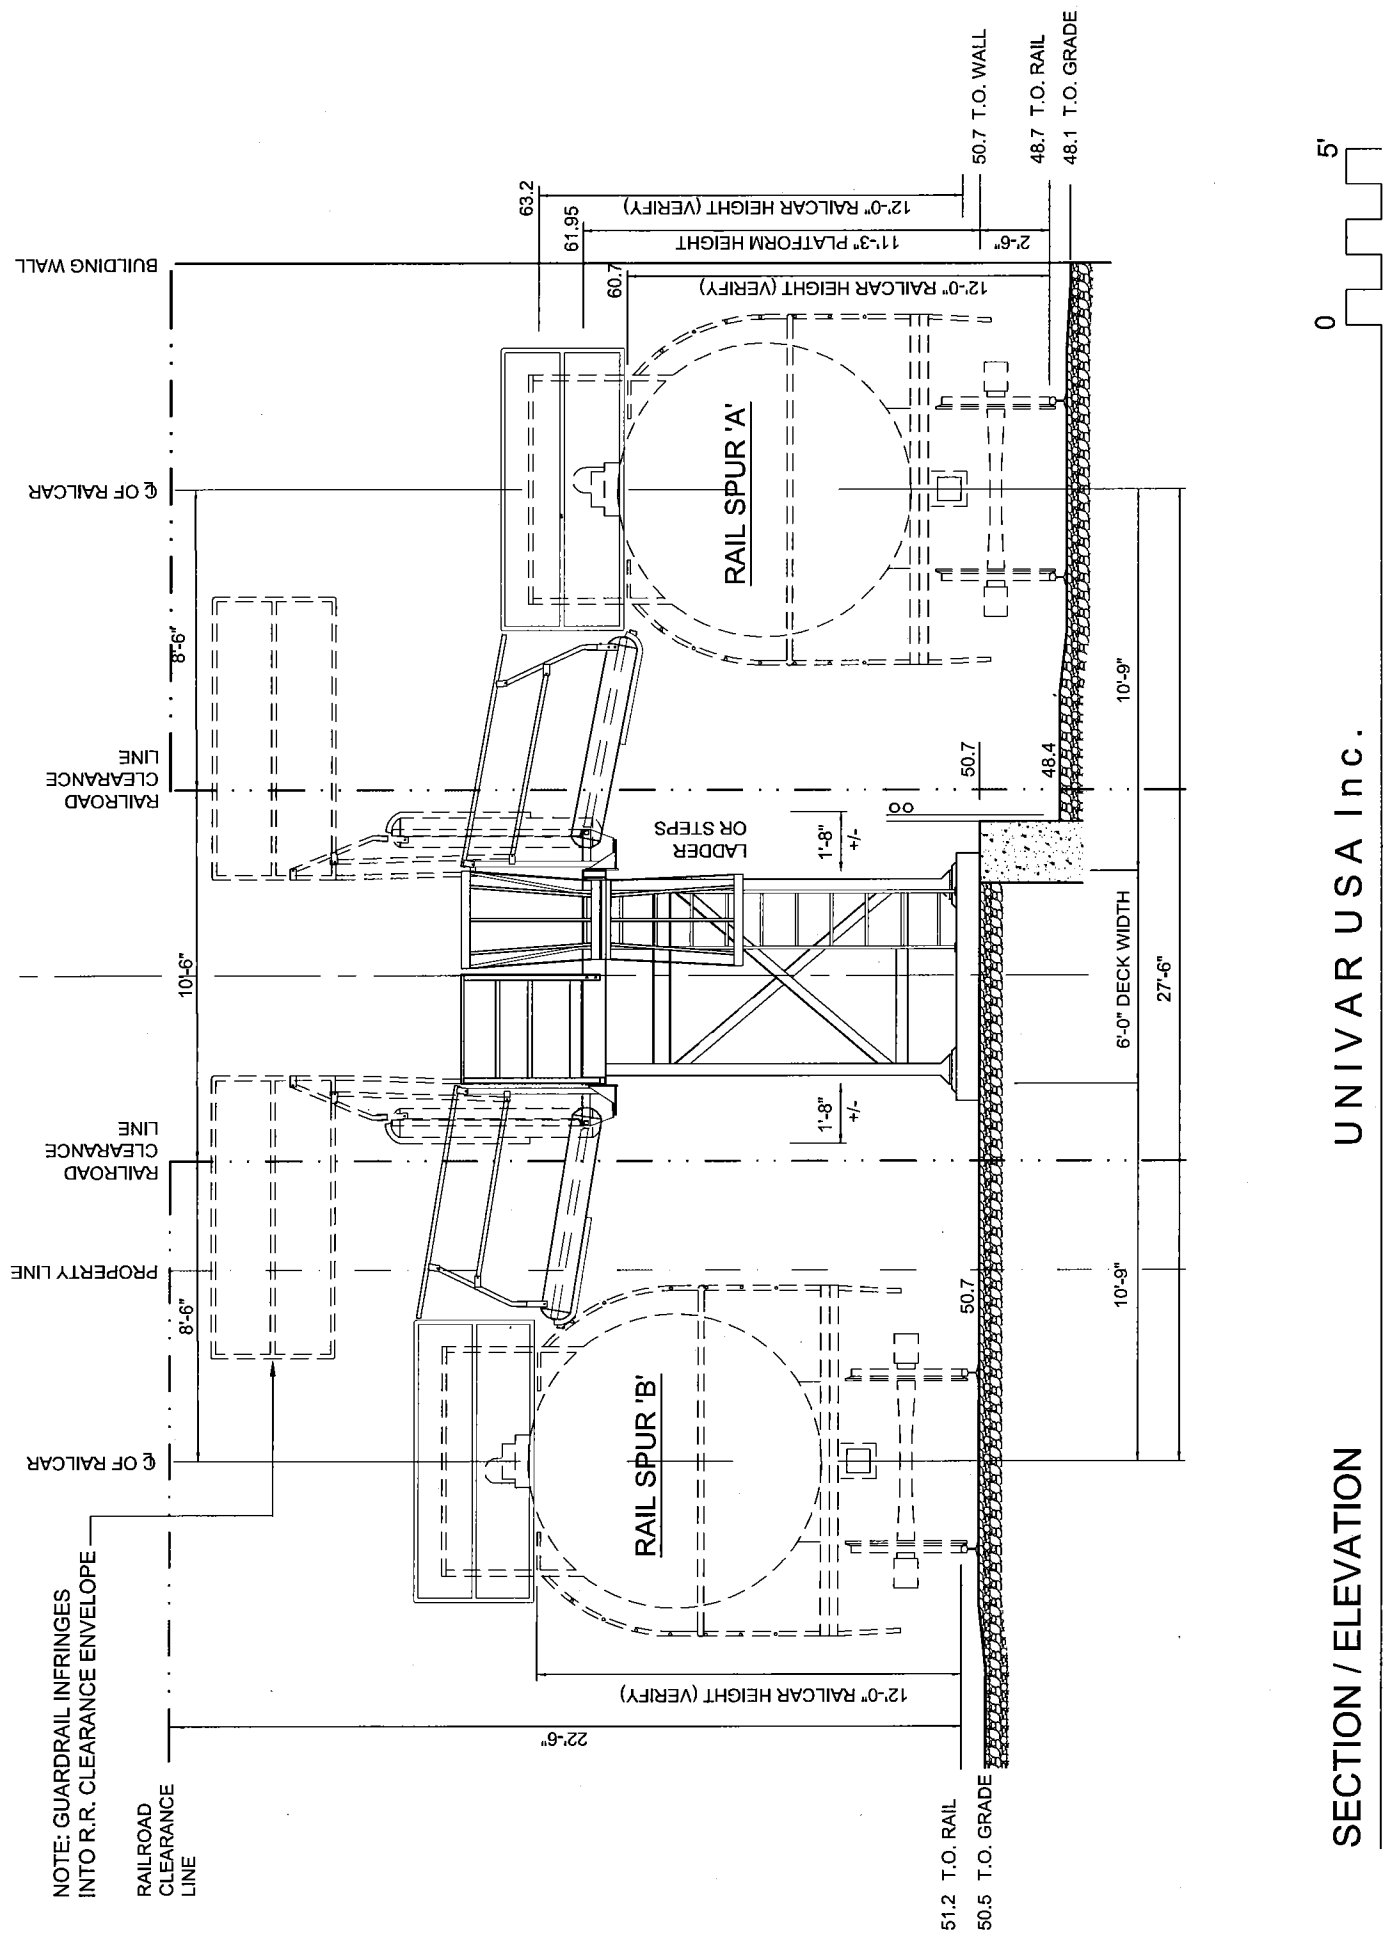 NOTE: GUARDRAIL INFRINGES
INTO R.R. CLEARANCE ENVELOPE
RAILROAD
CLEARANCE
LINE
℄ OF RAILCAR
PROPERTY LINE
RAILROAD
CLEARANCE
LINE
RAILROAD
CLEARANCE
LINE
℄ OF RAILCAR
BUILDING WALL
8'-6"
10'-6"
8'-6"
22'-6"
12'-0" RAILCAR HEIGHT (VERIFY)
RAIL SPUR 'B'
1'-8"
+/-
LADDER
OR STEPS
1'-8"
+/-
RAIL SPUR 'A'
63.2
61.95
60.7
12'-0" RAILCAR HEIGHT (VERIFY)
11'-3" PLATFORM HEIGHT
2'-6"
12'-0" RAILCAR HEIGHT (VERIFY)
50.7 T.O. WALL
48.7 T.O. RAIL
48.1 T.O. GRADE
51.2 T.O. RAIL
50.5 T.O. GRADE
50.7
50.7
48.4
10'-9"
6'-0" DECK WIDTH
10'-9"
27'-6"
SECTION / ELEVATION
UNIVAR USA Inc.
0
5'